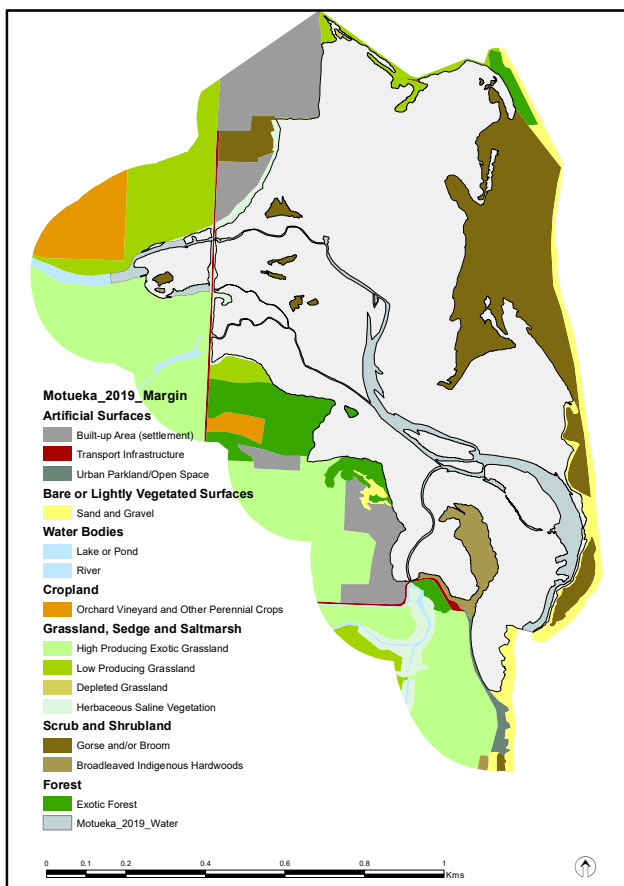 Motueka_2019_Margin
Artificial Surfaces
Built-up Area (settlement)
Transport Infrastructure
Urban Parkland/Open Space
Bare or Lightly Vegetated Surfaces
Sand and Gravel
Water Bodies
Lake or Pond
River
Cropland
Orchard Vineyard and Other Perennial Crops
Grassland, Sedge and Saltmarsh
High Producing Exotic Grassland
Low Producing Grassland
Depleted Grassland
Herbaceous Saline Vegetation
Scrub and Shrubland
Gorse and/or Broom
Broadleaved Indigenous Hardwoods
Forest
Exotic Forest
Motueka_2019_Water
0 0.1 0.2 0.4 0.6 0.8 1
Kms